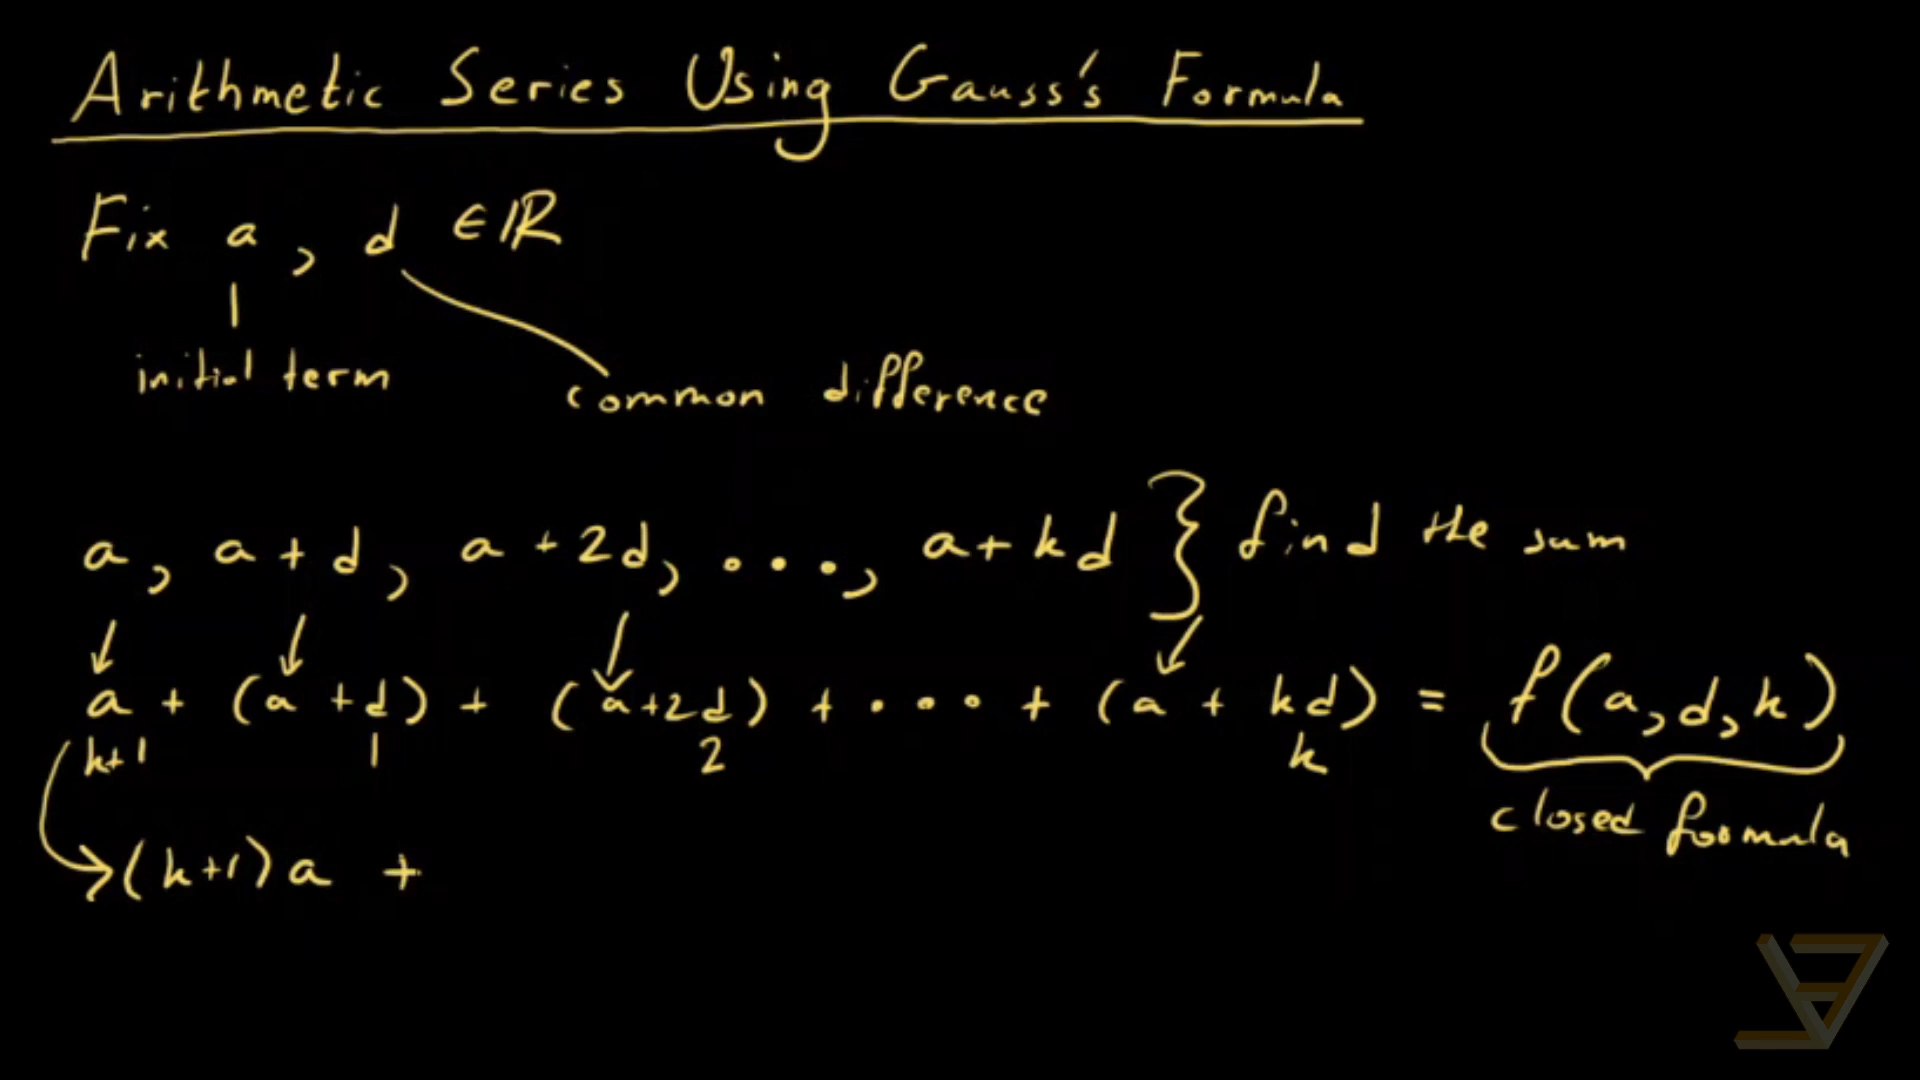 Arithmetic Series Using Gauss's Formula
Fix a, d ∈ ℝ
initial term
common difference
a, a + d, a + 2d, ..., a + kd } find the sum
a + (a + d) + (a + 2d) + ... + (a + kd) = f(a, d, k)
k+1 1 2 k
closed formula
(k+1) a +